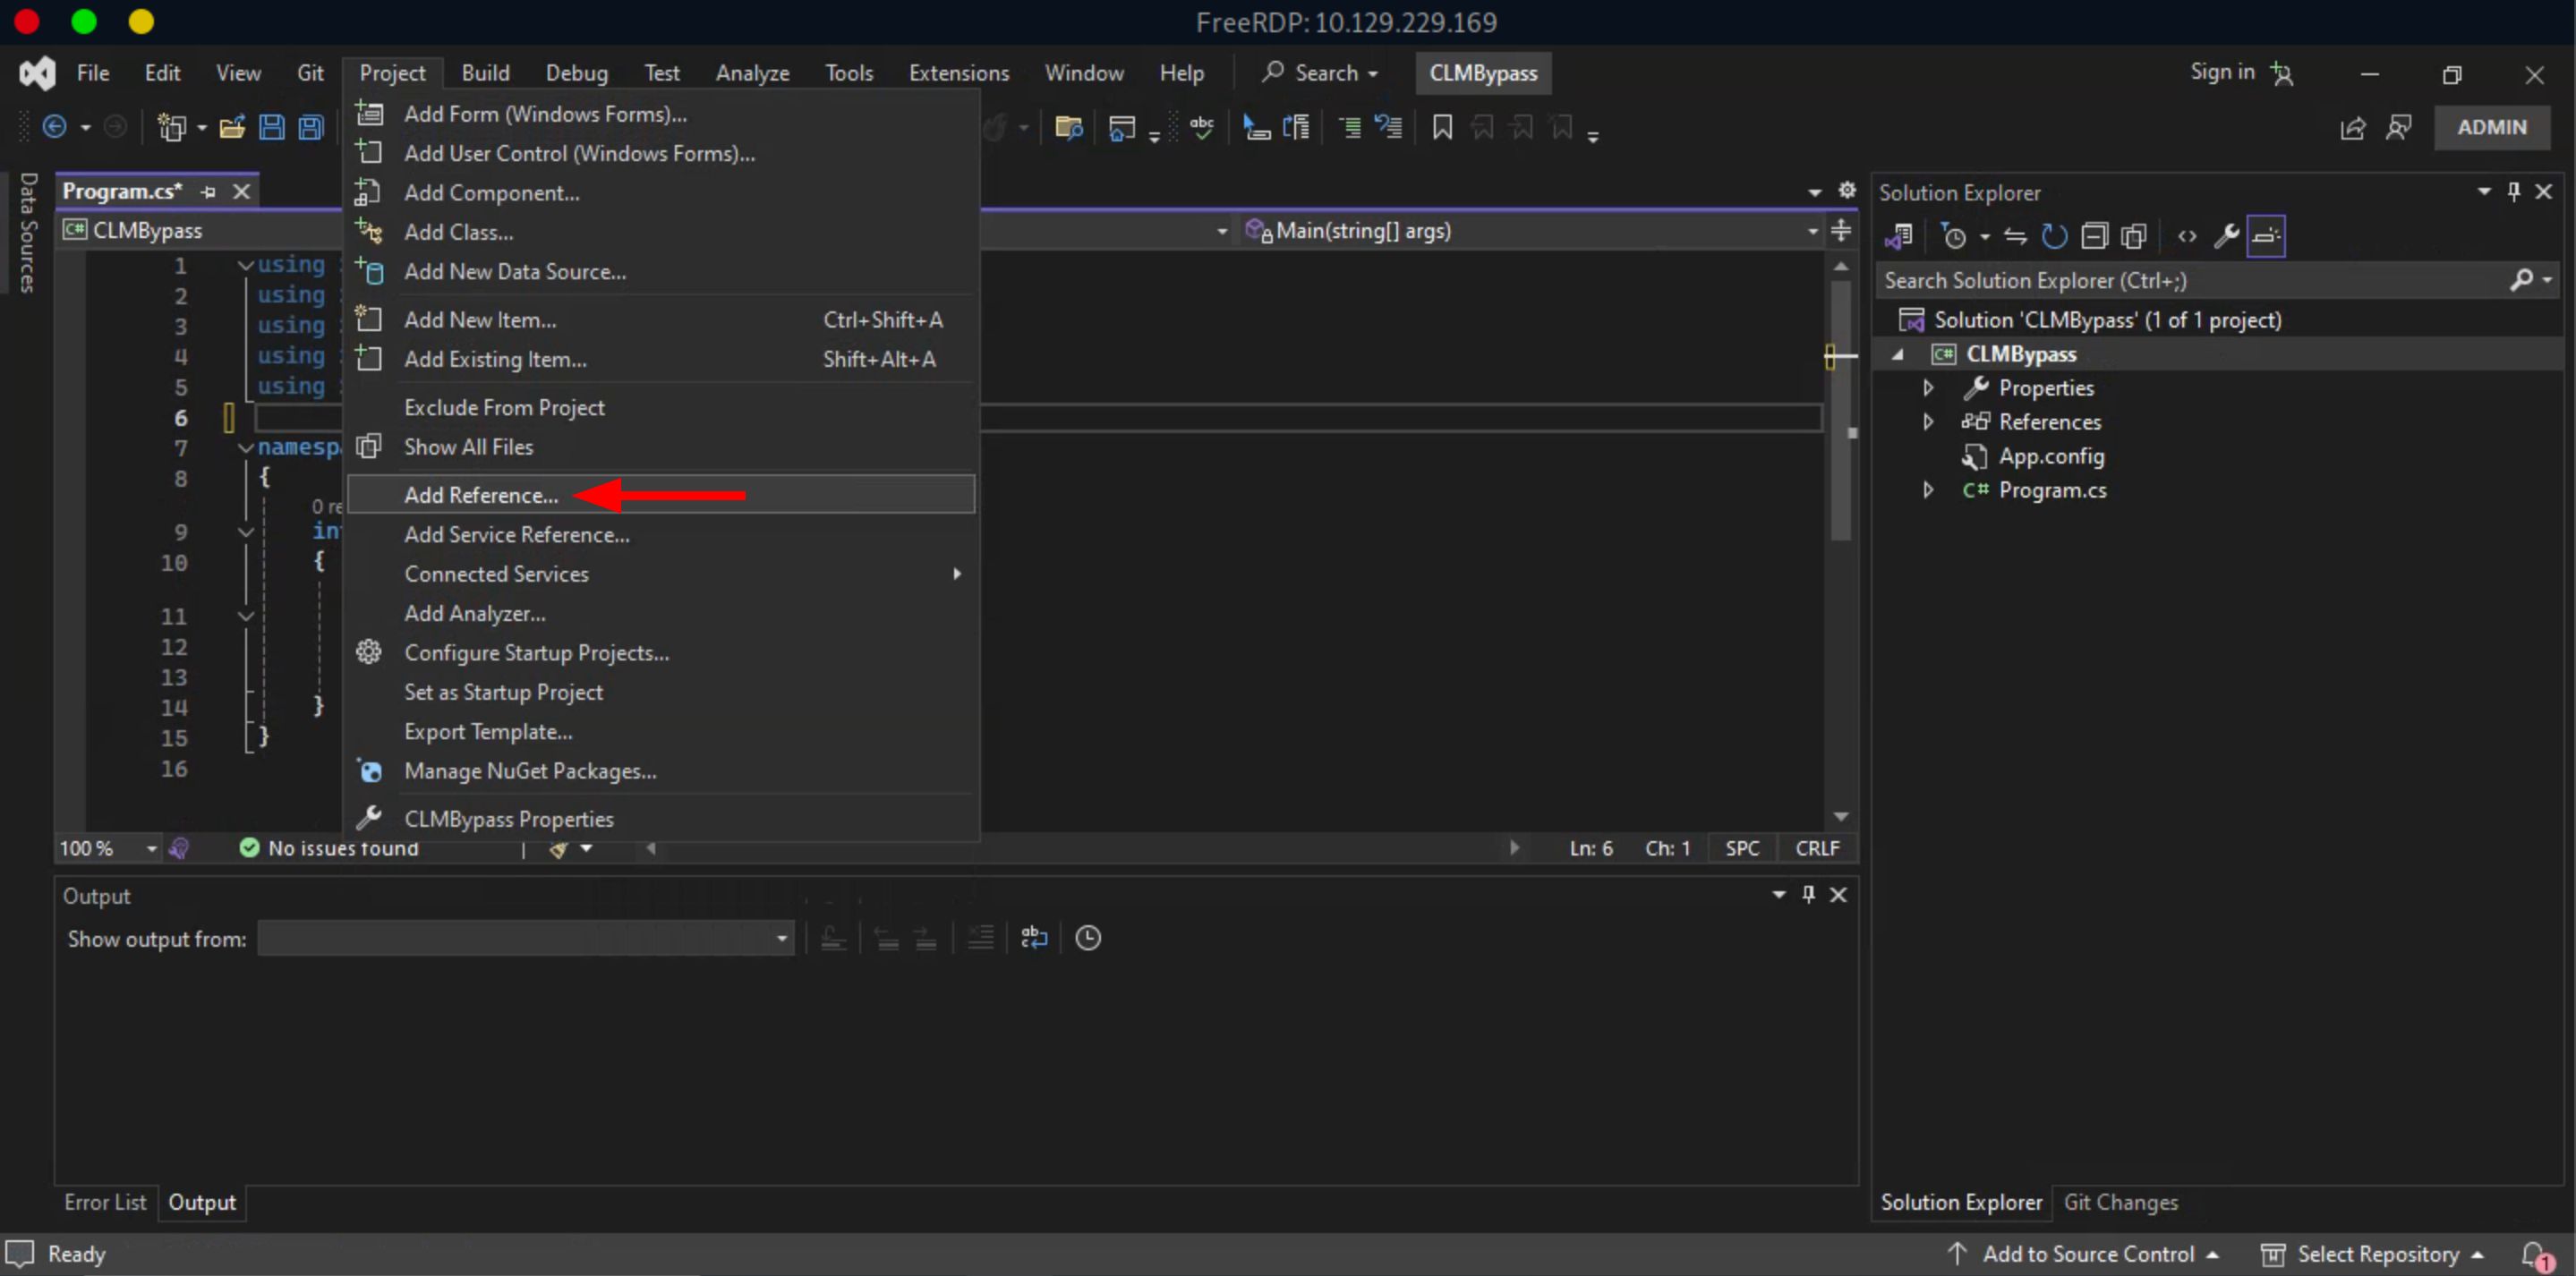 FreeRDP: 10.129.229.169
File Edit View Git Project Build Debug Test Analyze Tools Extensions Window Help Search CLMBypass Sign in
ADMIN
Data Sources
Program.cs*
CLMBypass
Main(string[] args)
1 using
2 using
3 using
4 using
5 using
6
7 namesp
8 {
0 re
9 in
10 {
11
12
13
14 }
15 }
16
Add Form (Windows Forms)...
Add User Control (Windows Forms)...
Add Component...
Add Class...
Add New Data Source...
Add New Item... Ctrl+Shift+A
Add Existing Item... Shift+Alt+A
Exclude From Project
Show All Files
Add Reference...
Add Service Reference...
Connected Services
Add Analyzer...
Configure Startup Projects...
Set as Startup Project
Export Template...
Manage NuGet Packages...
CLMBypass Properties
100 % No issues found Ln: 6 Ch: 1 SPC CRLF
Output
Show output from:
Error List Output
Solution Explorer
Search Solution Explorer (Ctrl+;)
Solution 'CLMBypass' (1 of 1 project)
C# CLMBypass
Properties
References
App.config
C# Program.cs
Solution Explorer Git Changes
Ready
Add to Source Control Select Repository 1